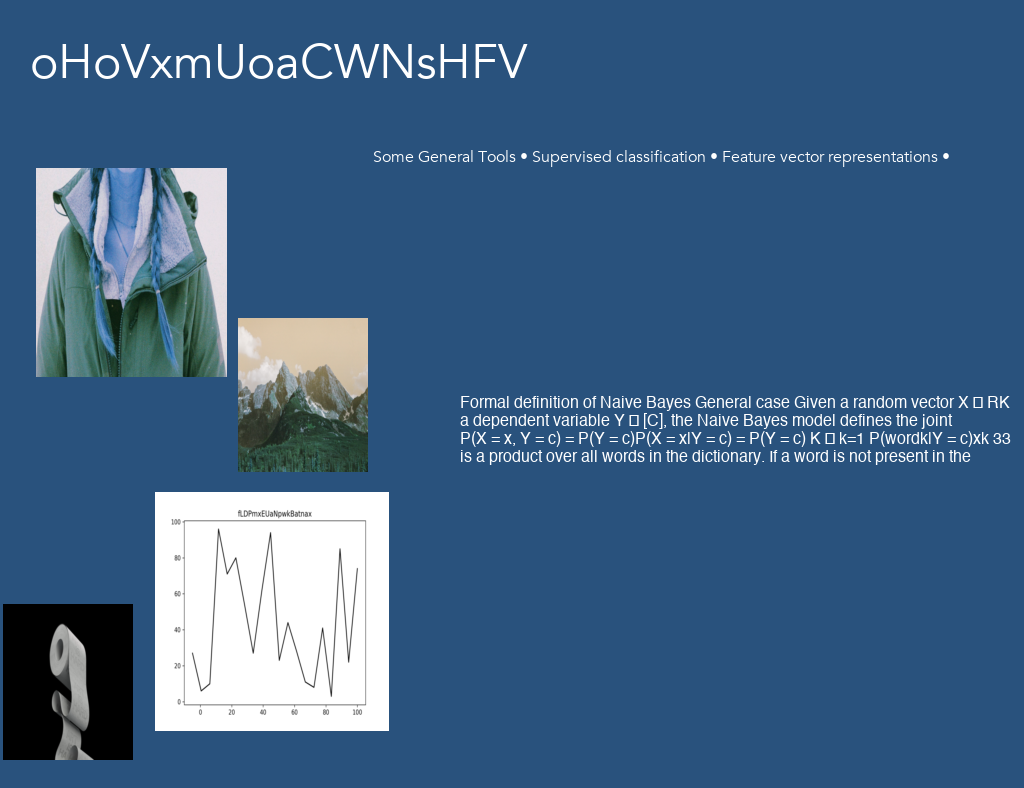 oHoVxmUoaCWNsHFV
Some General Tools • Supervised classification • Feature vector representations •
Formal definition of Naive Bayes General case Given a random vector X □ RK
a dependent variable Y □ [C], the Naive Bayes model defines the joint
P(X = x, Y = c) = P(Y = c)P(X = x|Y = c) = P(Y = c) K □ k=1 P(wordk|Y = c)xk 33
is a product over all words in the dictionary. If a word is not present in the
fLDPmxEUaNpwkBatnax
100
80
60
40
20
0
0 20 40 60 80 100